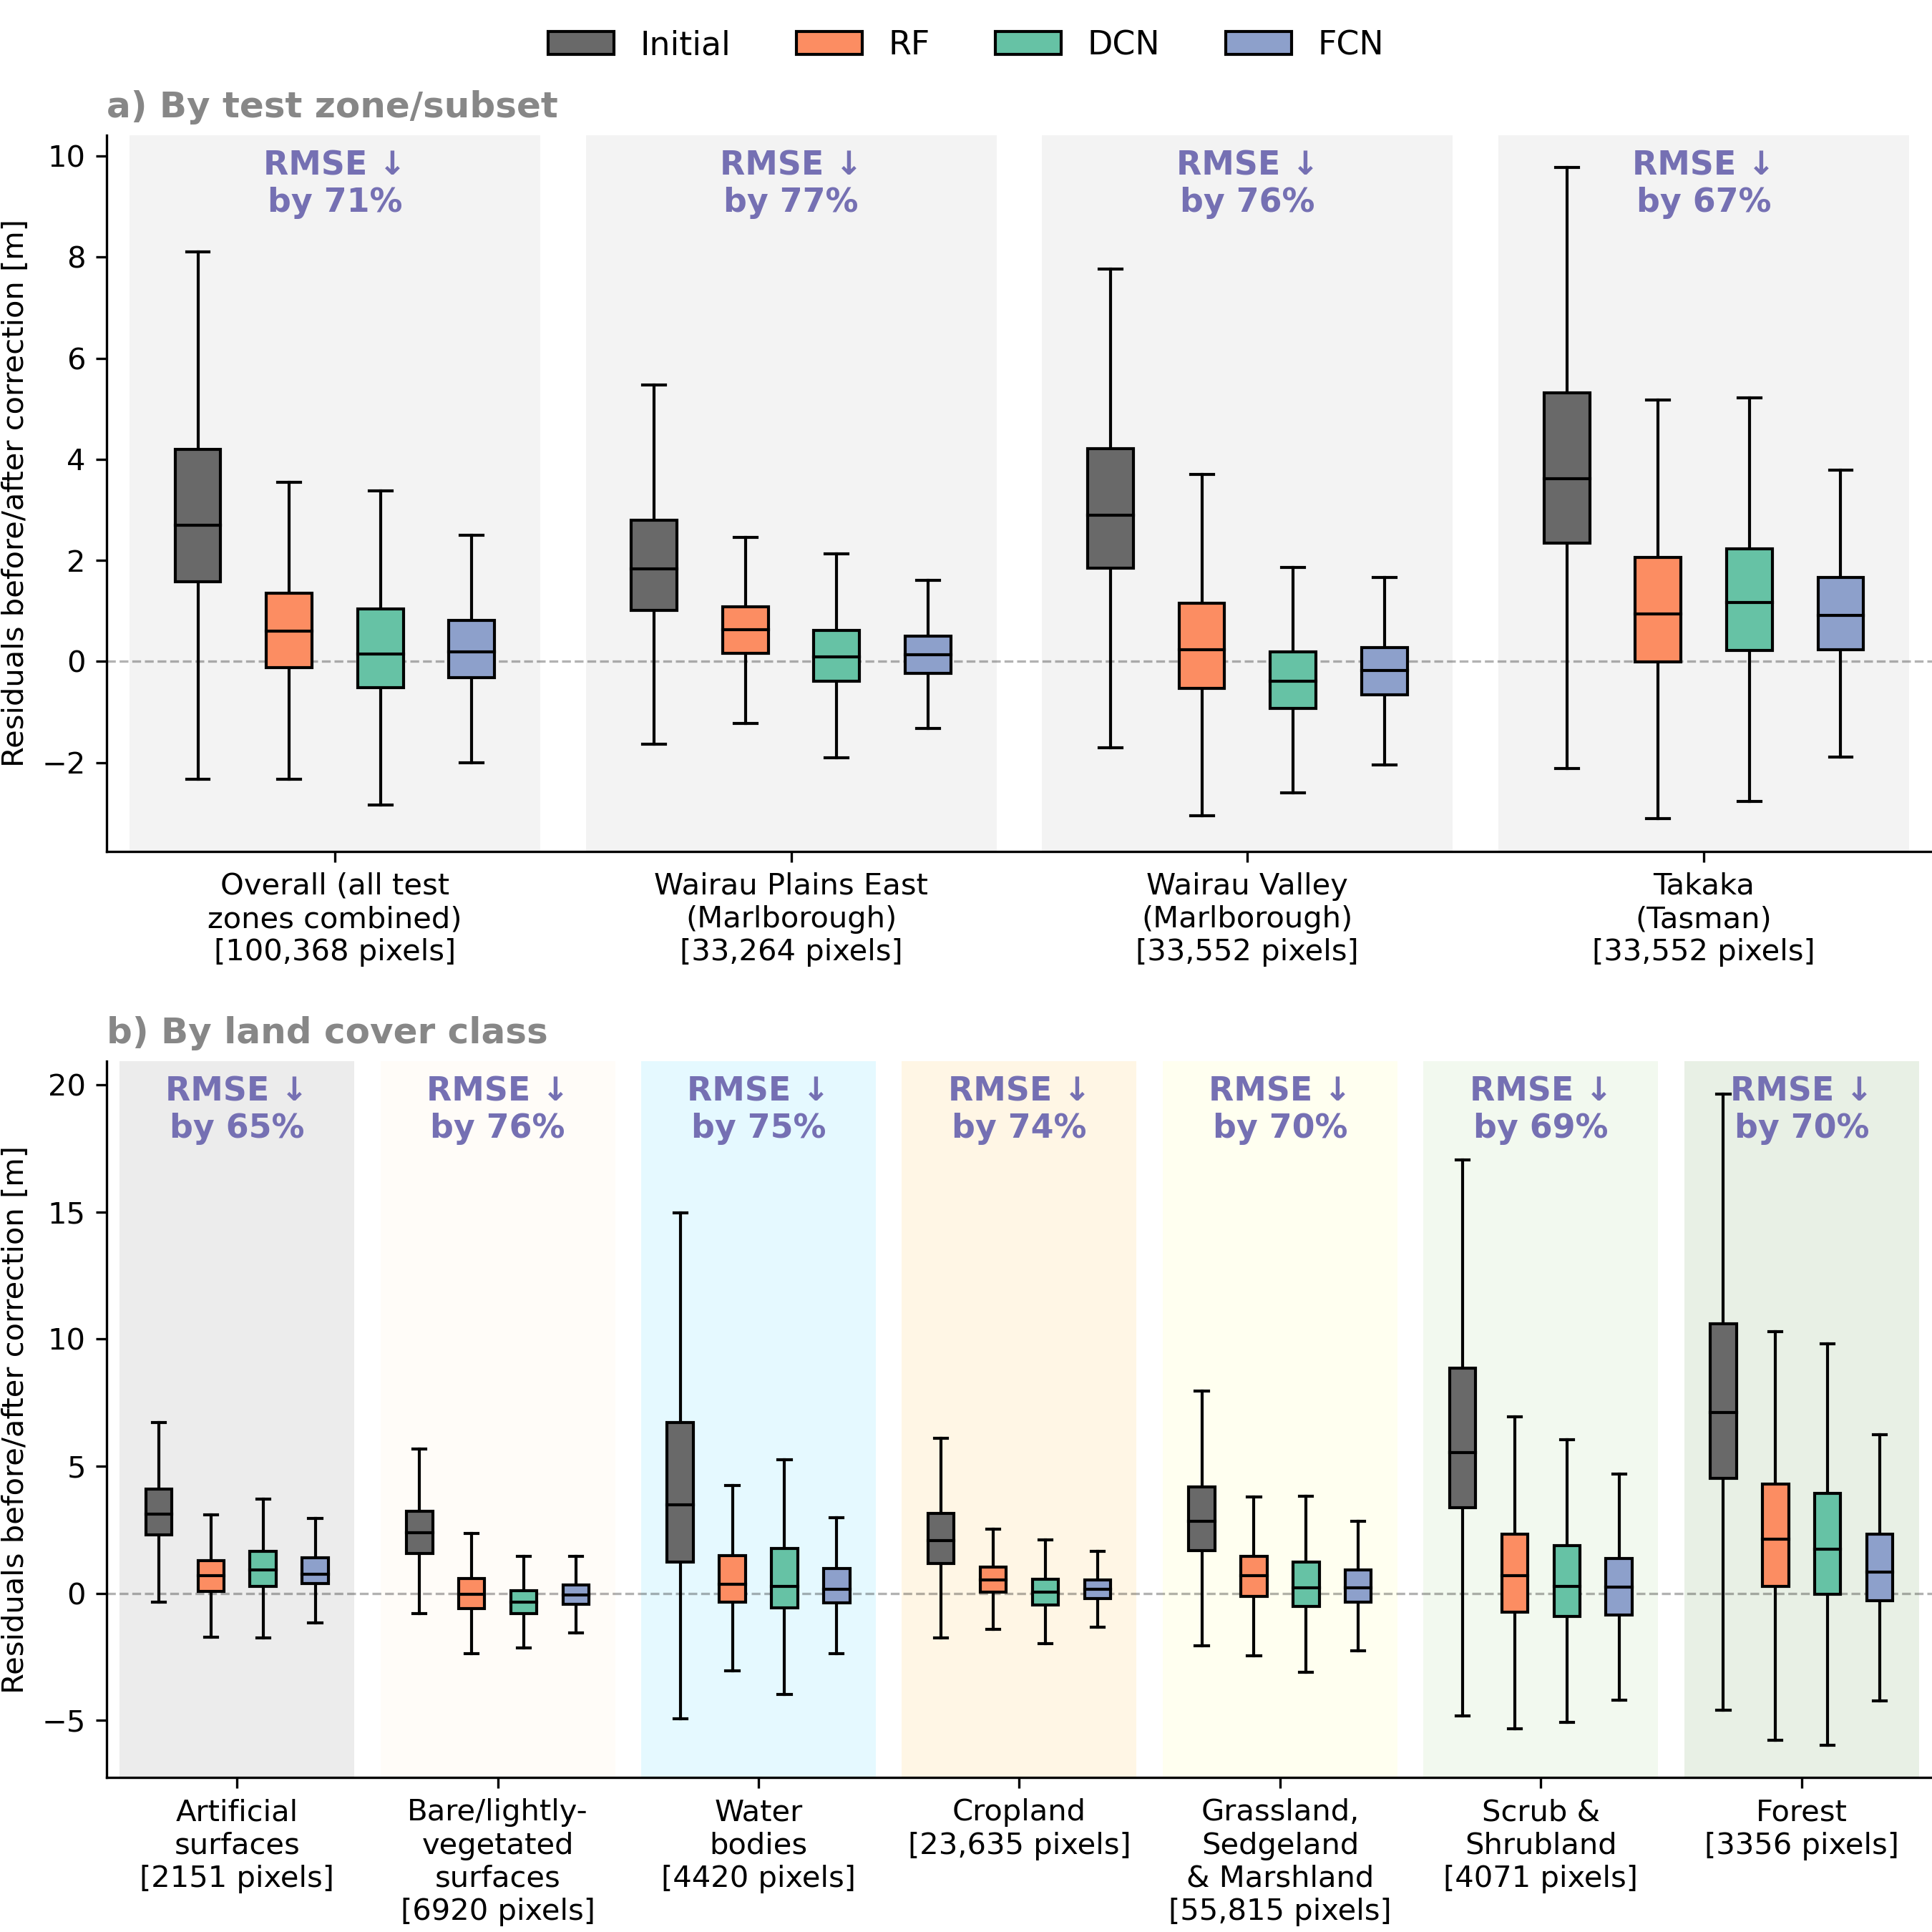 Initial RF DCN FCN
a) By test zone/subset
Residuals before/after correction [m]
10
8
6
4
2
0
−2
RMSE ↓
by 71%
RMSE ↓
by 77%
RMSE ↓
by 76%
RMSE ↓
by 67%
Overall (all test
zones combined)
[100,368 pixels]
Wairau Plains East
(Marlborough)
[33,264 pixels]
Wairau Valley
(Marlborough)
[33,552 pixels]
Takaka
(Tasman)
[33,552 pixels]
b) By land cover class
Residuals before/after correction [m]
20
15
10
5
0
−5
RMSE ↓
by 65%
RMSE ↓
by 76%
RMSE ↓
by 75%
RMSE ↓
by 74%
RMSE ↓
by 70%
RMSE ↓
by 69%
RMSE ↓
by 70%
Artificial
surfaces
[2151 pixels]
Bare/lightly-
vegetated
surfaces
[6920 pixels]
Water
bodies
[4420 pixels]
Cropland
[23,635 pixels]
Grassland,
Sedgeland
& Marshland
[55,815 pixels]
Scrub &
Shrubland
[4071 pixels]
Forest
[3356 pixels]